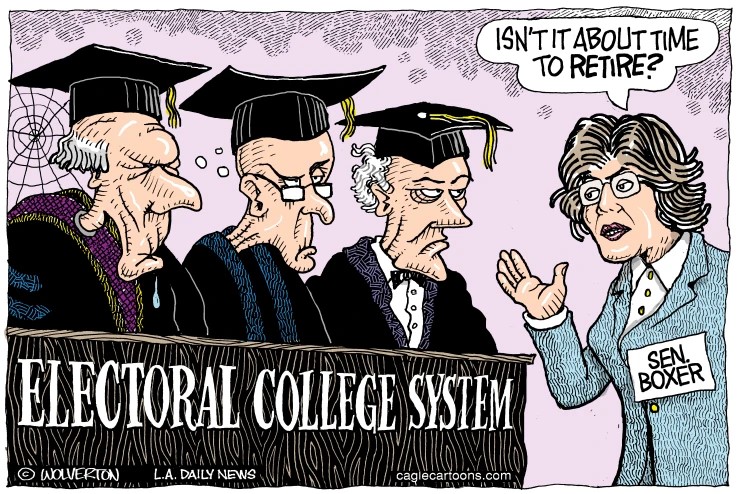 ISN'T IT ABOUT TIME
TO RETIRE?
SEN.
BOXER
ELECTORAL COLLEGE SYSTEM
© WOLVERTON L.A. DAILY NEWS caglecartoons.com